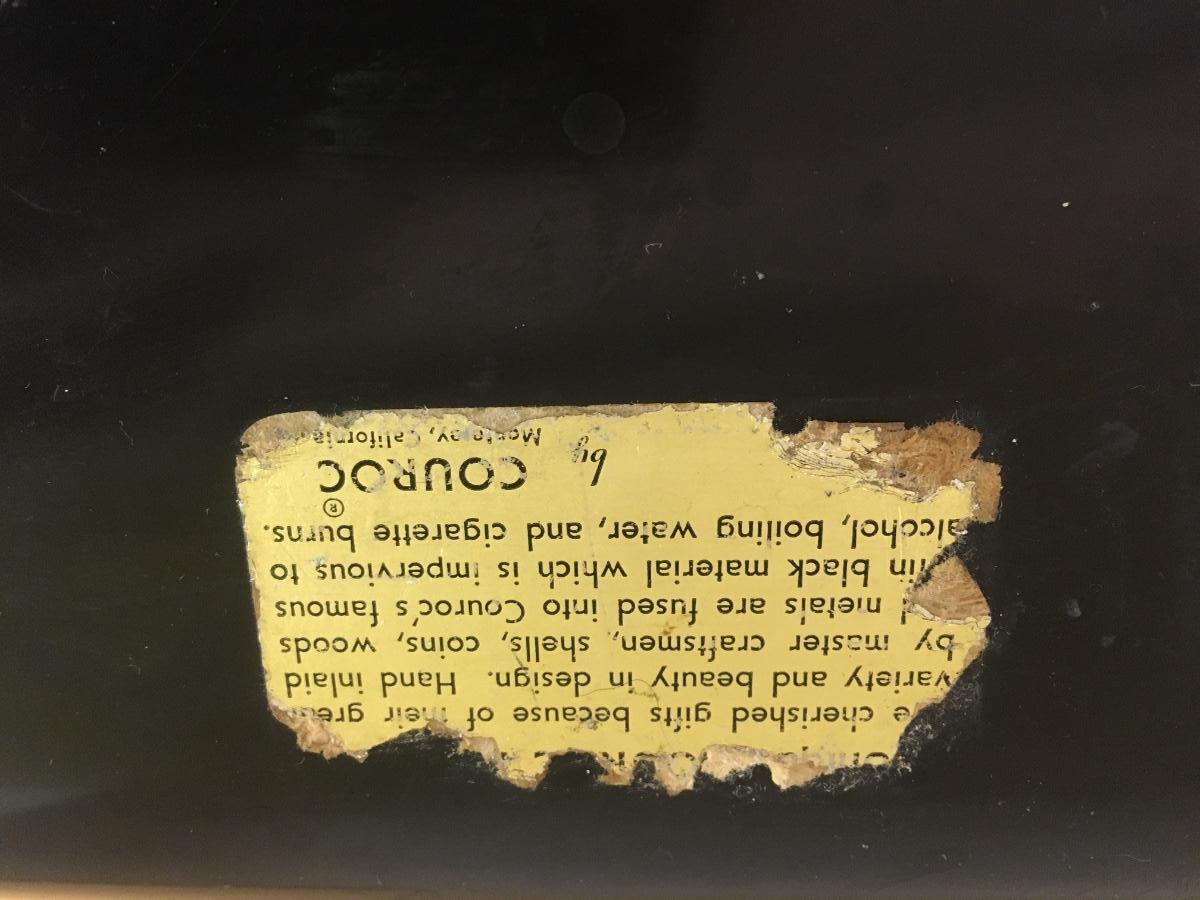 cherished gifts because of their
variety and beauty in design. Hand inlaid
by master craftsmen, shells, coins, woods
metals are fused into Couroc's famous
black material which is impervious to
alcohol, boiling water, and cigarette burns.
by COUROC®
Monterey, California